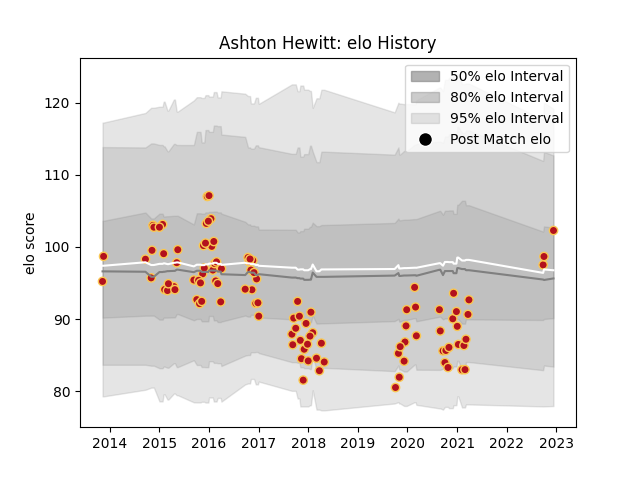 Ashton Hewitt: elo History
50% elo Interval
80% elo Interval
95% elo Interval
Post Match elo
elo score
120
110
100
90
80
2014 2015 2016 2017 2018 2019 2020 2021 2022 2023